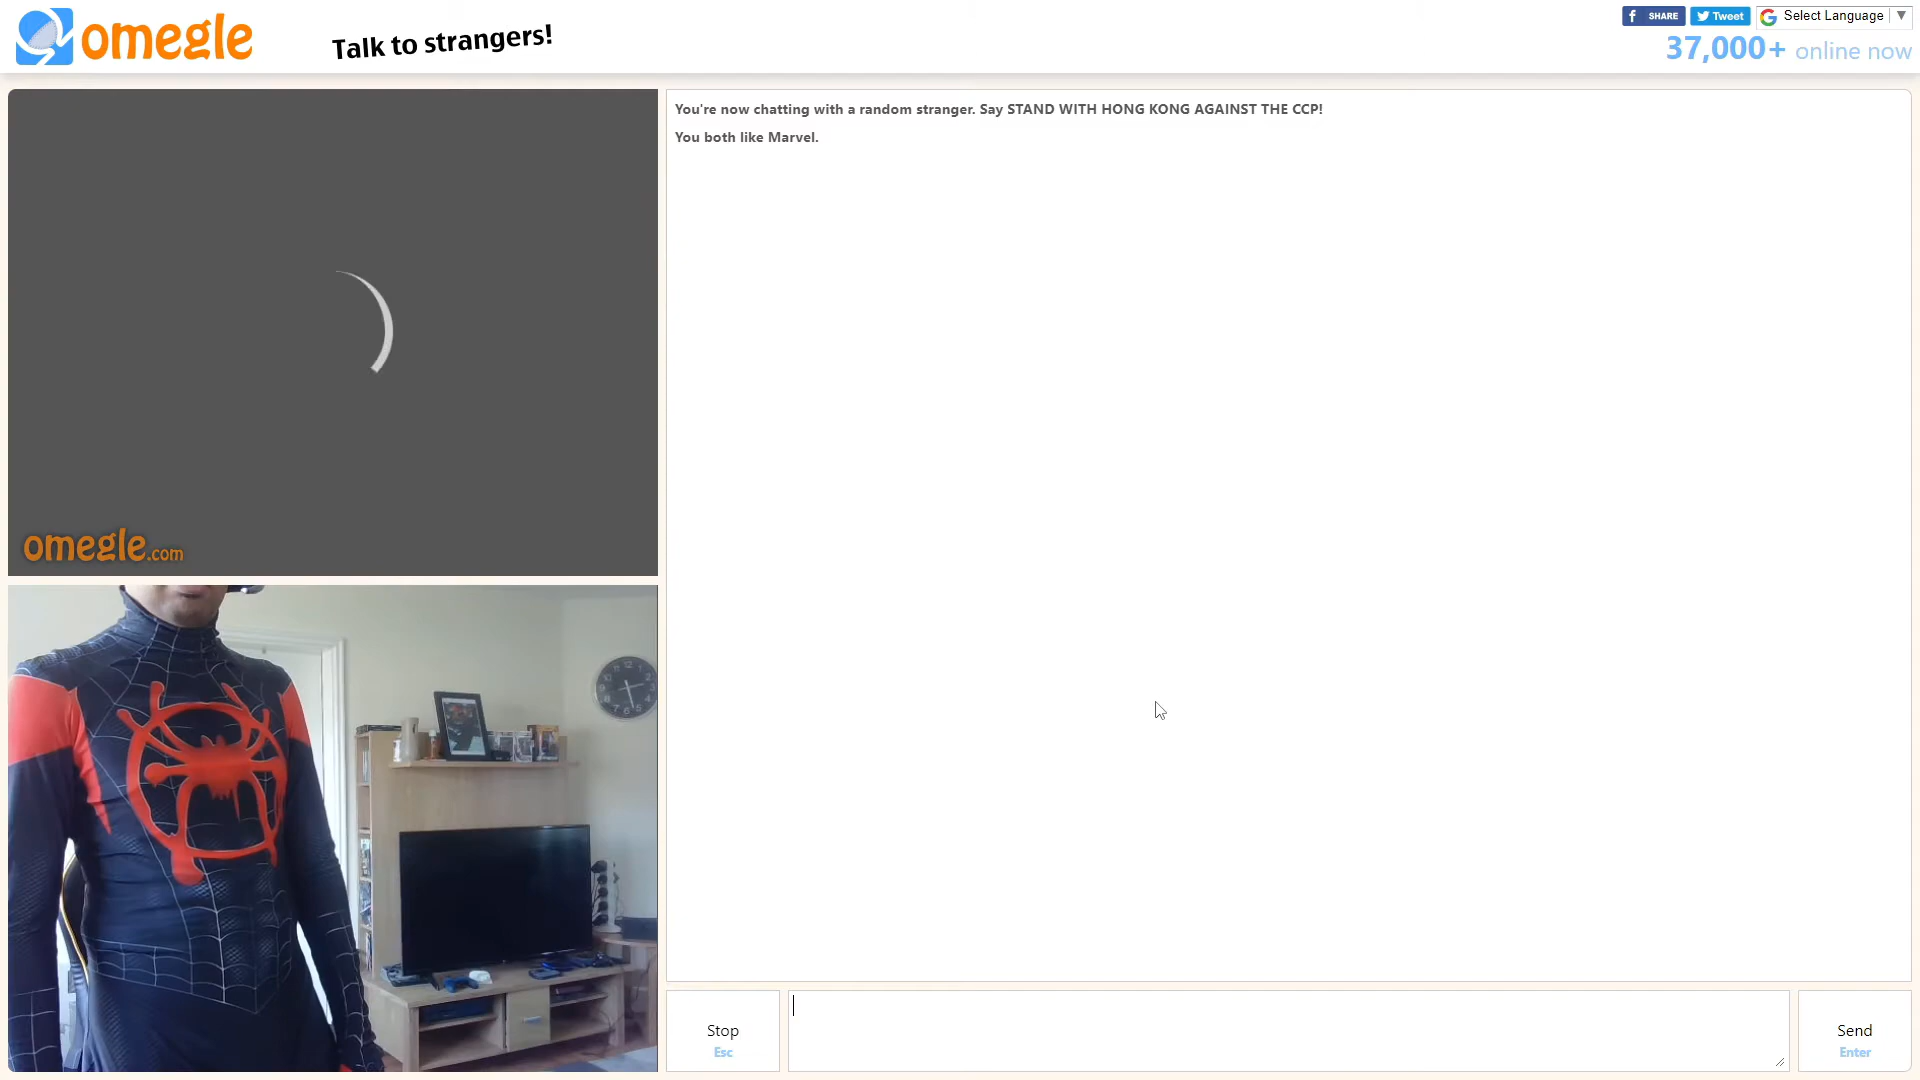 omegle
Talk to strangers!
SHARE
Tweet
Select Language
37,000+ online now
You're now chatting with a random stranger. Say STAND WITH HONG KONG AGAINST THE CCP!
You both like Marvel.
omegle.com
Stop
Esc
Send
Enter